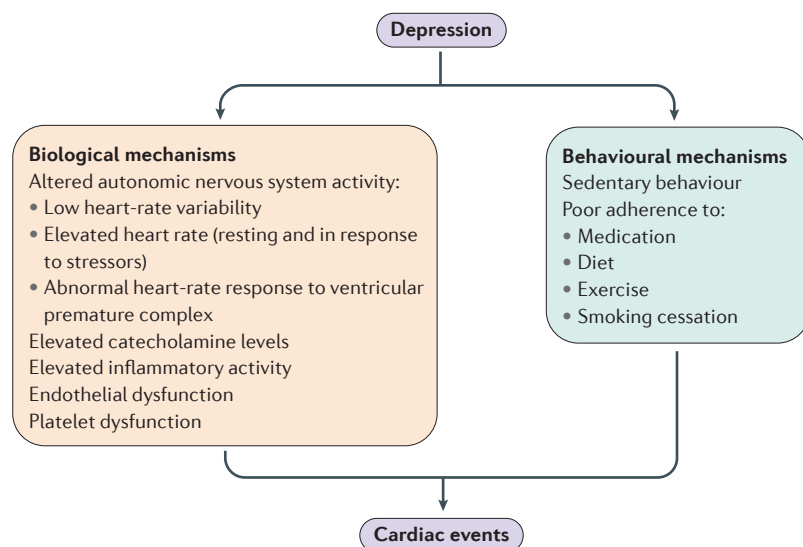 Depression
Biological mechanisms
Altered autonomic nervous system activity:
• Low heart-rate variability
• Elevated heart rate (resting and in response
to stressors)
• Abnormal heart-rate response to ventricular
premature complex
Elevated catecholamine levels
Elevated inflammatory activity
Endothelial dysfunction
Platelet dysfunction
Behavioural mechanisms
Sedentary behaviour
Poor adherence to:
• Medication
• Diet
• Exercise
• Smoking cessation
Cardiac events